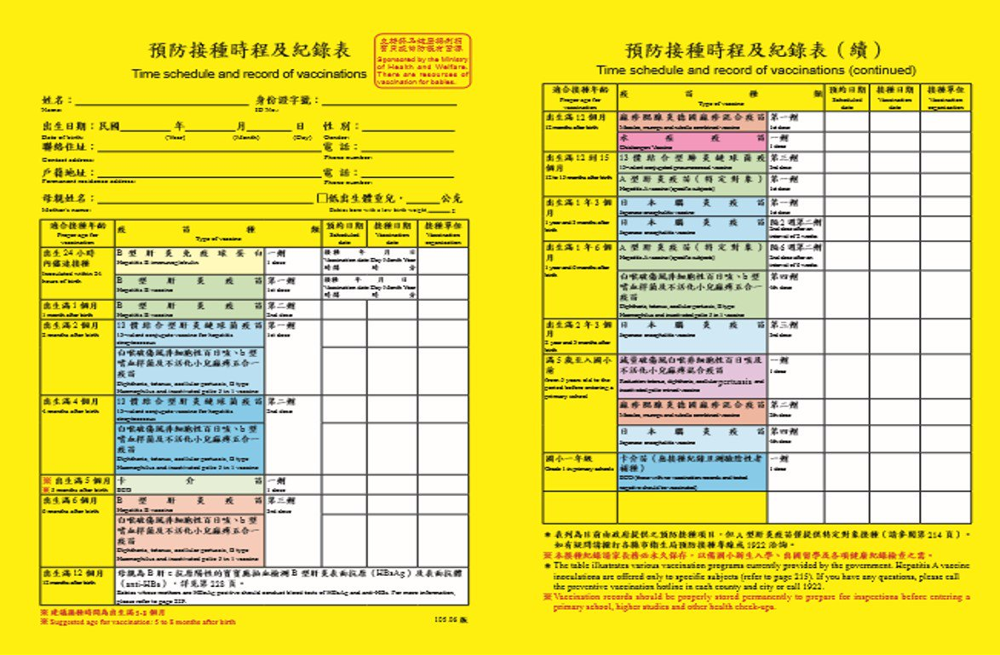 預防接種時程及紀錄表
Time schedule and record of vaccinations
Sponsored by the Ministry
of Health and Welfare.
There are resources of
vaccination for babies.
姓名：
身份證字號：
Name:
ID No.:
出生日期：民國 年 月 日 性別：
Date of birth: (Year) (Month) (Day) Gender:
聯絡住址： 電話：
Contact address: Phone number:
戶籍地址： 電話：
Permanent residence address: Phone number:
母親姓名： 低出生體重兒， 公克
Mother's name: Babies born with a low birth weight
適合接種年齡 疫苗種類 預約日期 接種日期 接種單位
Proper age for vaccination Type of vaccine Scheduled date Vaccination date Vaccination organization
出生24小時
內儘速接種
Inoculated within 24
hours of birth
B型肝炎免疫球蛋白 一劑
Hepatitis B immunoglobulin 1 dose
接種 年 月 日
Vaccination date: Day Month Year
時間 時 分
B型肝炎疫苗 第一劑
Hepatitis B vaccine 1st dose
接種 年 月 日
Vaccination date: Day Month Year
時間 時 分
出生滿1個月 B型肝炎疫苗 第二劑
1 month after birth Hepatitis B vaccine 2nd dose
出生滿2個月 13價結合型肺炎鏈球菌疫苗 第一劑
2 months after birth 13-valent conjugate vaccine for hepatitis 1st dose
streptococcus
白喉破傷風非細胞性百日咳、b型
嗜血桿菌及不活化小兒麻痺五合一
疫苗
Diphtheria, tetanus, acellular pertussis, B type
Haemophilus and inactivated polio 5 in 1 vaccine
出生滿4個月 13價結合型肺炎鏈球菌疫苗 第二劑
4 months after birth 13-valent conjugate vaccine for hepatitis 2nd dose
streptococcus
白喉破傷風非細胞性百日咳、b型
嗜血桿菌及不活化小兒麻痺五合一
疫苗
Diphtheria, tetanus, acellular pertussis, B type
Haemophilus and inactivated polio 5 in 1 vaccine
※ 出生滿5個月 卡介苗 一劑
※ 5 months after birth BCG 1 dose
出生滿6個月 B型肝炎疫苗 第三劑
6 months after birth Hepatitis B vaccine 3rd dose
白喉破傷風非細胞性百日咳、b型
嗜血桿菌及不活化小兒麻痺五合一
疫苗
Diphtheria, tetanus, acellular pertussis, B type
Haemophilus and inactivated polio 5 in 1 vaccine
出生滿12個月 母親為B肝e抗原陽性的寶寶應抽血檢測B型肝炎表面抗原（HBsAg）及表面抗體
12 months after birth （anti-HBs），詳見第228頁。
Babies whose mothers are HBeAg positive should conduct blood tests of HBsAg and anti-HBs. For more information,
please refer to page 229.
※ 建議接種時間為出生滿5-8個月
※ Suggested age for vaccination: 5 to 8 months after birth
105.06 版
預防接種時程及紀錄表（續）
Time schedule and record of vaccinations (continued)
適合接種年齡 疫苗種類 預約日期 接種日期 接種單位
Proper age for vaccination Type of vaccine Scheduled date Vaccination date Vaccination organization
出生滿12個月 麻疹腮腺炎德國麻疹混合疫苗 第一劑
12 months after birth Measles, mumps and rubella combined vaccine 1st dose
水痘疫苗 一劑
Chickenpox Vaccine 1 dose
出生滿12到15
個月
12 to 15 months after birth
13價結合型肺炎鏈球菌疫 第三劑
13-valent conjugated pneumococcal vaccine 3rd dose
A型肝炎疫苗（特定對象） 第一劑
Hepatitis A vaccine (specific subjects) 1st dose
出生滿1年3個
月
1 year and 3 months after birth
日本腦炎疫苗 第一劑
Japanese encephalitis vaccine 1st dose
日本腦炎疫苗 隔2週第二劑
Japanese encephalitis vaccine 2nd dose after an
interval of 2 weeks
出生滿1年6個
月
1 year and 6 months after birth
A型肝炎疫苗（特定對象） 隔6週第二劑
Hepatitis A vaccine (specific subjects) 2nd dose after an
interval of 6 weeks
白喉破傷風非細胞性百日咳、b型
嗜血桿菌及不活化小兒麻痺五合一
疫苗
第四劑
4th dose
Diphtheria, tetanus, acellular pertussis, B type
Haemophilus and inactivated polio 5 in 1 vaccine
出生滿2年3個
月
2 year and 3 months after
birth
日本腦炎疫苗 第三劑
Japanese encephalitis vaccine 3rd dose
滿5歲至入國小
前
from 5 years old to the
period before entering a
primary school
減量破傷風白喉非細胞性百日咳及
不活化小兒麻痺混合疫苗
一劑
1 dose
Reduction tetanus, diphtheria, acellular pertussis and
inactivated polio mixed vaccine
麻疹腮腺炎德國麻疹混合疫苗 第二劑
Measles, mumps and rubella combined vaccine 2th dose
日本腦炎疫苗 第四劑
Japanese encephalitis vaccine 4th dose
國小一年級 卡介苗（無接種紀錄且測驗陰性者
補種） 一劑
Grade 1 in primary schools BCG (those with no vaccination records and tested
negative should be vaccinated) 1 dose
＊ 表列為目前由政府提供之預防接種項目，但A型肝炎疫苗僅提供特定對象接種（請參閱第214頁）。
如有疑問請撥打各縣市衛生局預防接種專線或1922洽詢。
※ 本接種紀錄請家長務必永久保存，以備國小新生入學、出國留學及各項健康紀錄檢查之需。
＊ The table illustrates various vaccination programs currently provided by the government. Hepatitis A vaccine
inoculations are offered only to specific subjects (refer to page 215). If you have any questions, please call
the preventive vaccination hotline in each county and city or call 1922.
※ Vaccination records should be properly stored permanently to prepare for inspections before entering a
primary school, higher studies and other health check-ups.